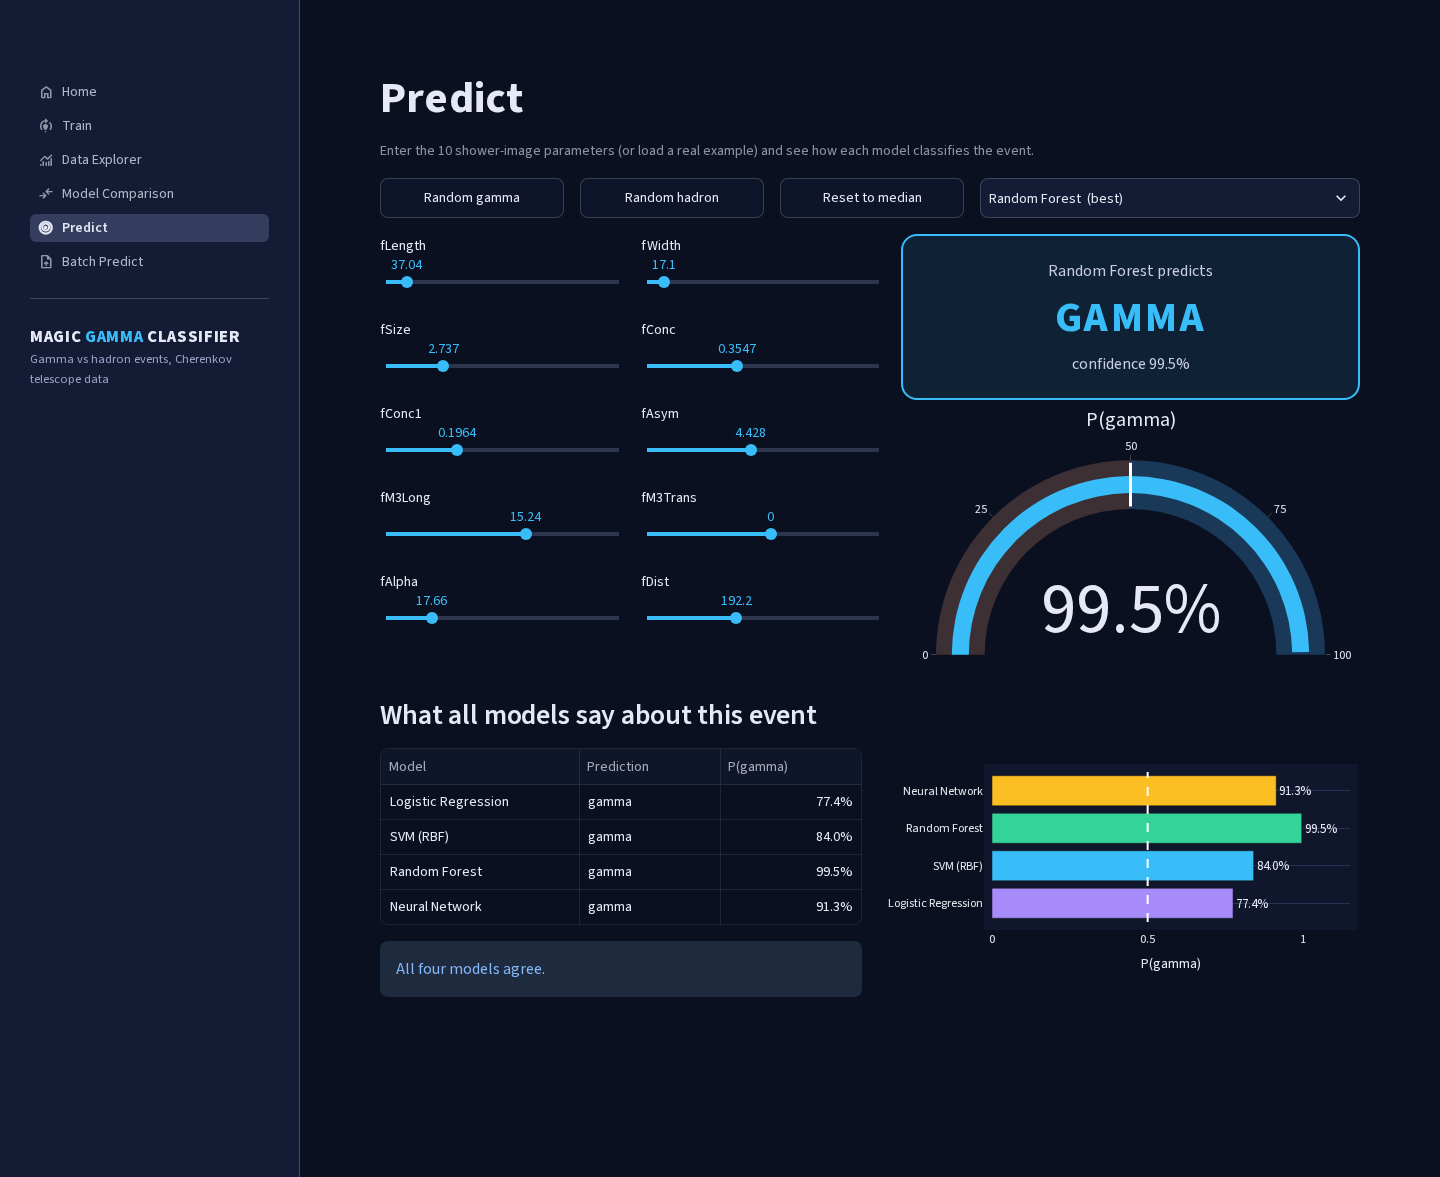 Home
Train
Data Explorer
Model Comparison
Predict
Batch Predict
MAGIC GAMMA CLASSIFIER
Gamma vs hadron events, Cherenkov
telescope data
Predict
Enter the 10 shower-image parameters (or load a real example) and see how each model classifies the event.
Random gamma
Random hadron
Reset to median
Random Forest (best)
fLength
37.04
fWidth
17.1
fSize
2.737
fConc
0.3547
fConc1
0.1964
fAsym
4.428
fM3Long
15.24
fM3Trans
0
fAlpha
17.66
fDist
192.2
Random Forest predicts
GAMMA
confidence 99.5%
P(gamma)
50
25
75
99.5%
0
100
What all models say about this event
Model Prediction P(gamma)
Logistic Regression gamma 77.4%
SVM (RBF) gamma 84.0%
Random Forest gamma 99.5%
Neural Network gamma 91.3%
All four models agree.
Neural Network 91.3%
Random Forest 99.5%
SVM (RBF) 84.0%
Logistic Regression 77.4%
0 0.5 1
P(gamma)